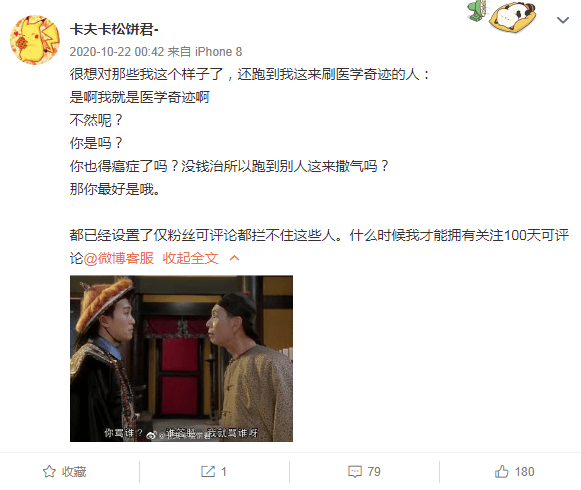 卡夫卡松饼君-
2020-10-22 00:42 来自 iPhone 8
很想对那些我这个样子了，还跑到我这来刷医学奇迹的人：
是啊我就是医学奇迹啊
不然呢？
你是吗？
你也得癌症了吗？没钱治所以跑到别人这来撒气吗？
那你最好是哦。
都已经设置了仅粉丝可评论都拦不住这些人。什么时候我才能拥有关注100天可评
论@微博客服 收起全文
你骂谁？ 谁答腔 我就骂谁呀
收藏 1 79 180